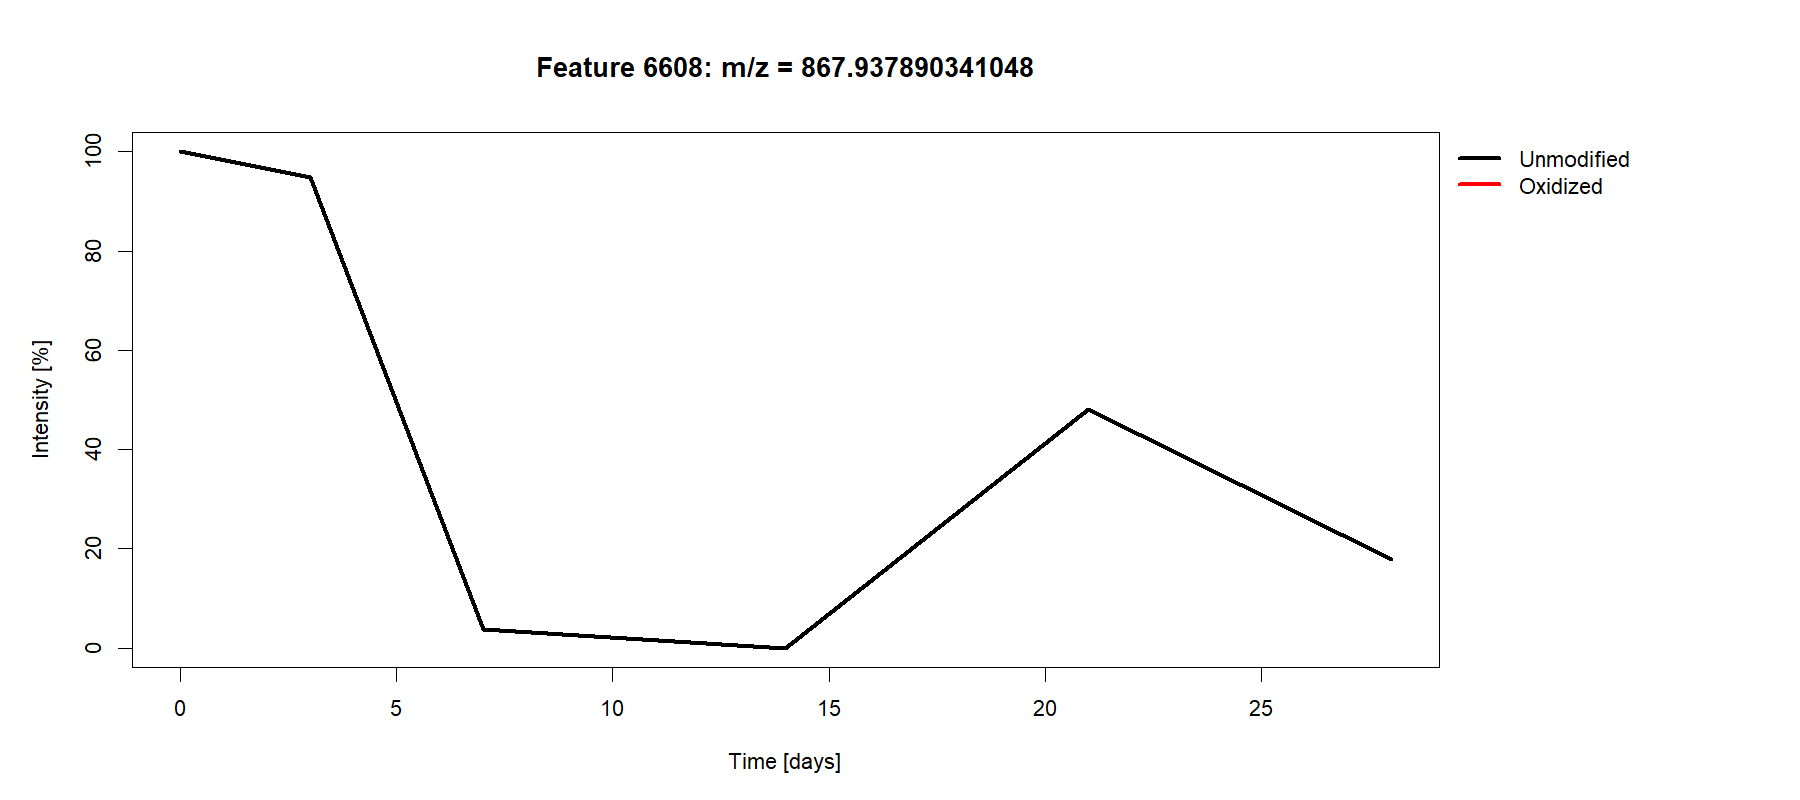 Feature 6608: m/z = 867.937890341048
Unmodified
Oxidized
Intensity [%]
100
80
60
40
20
0
0 5 10 15 20 25
Time [days]